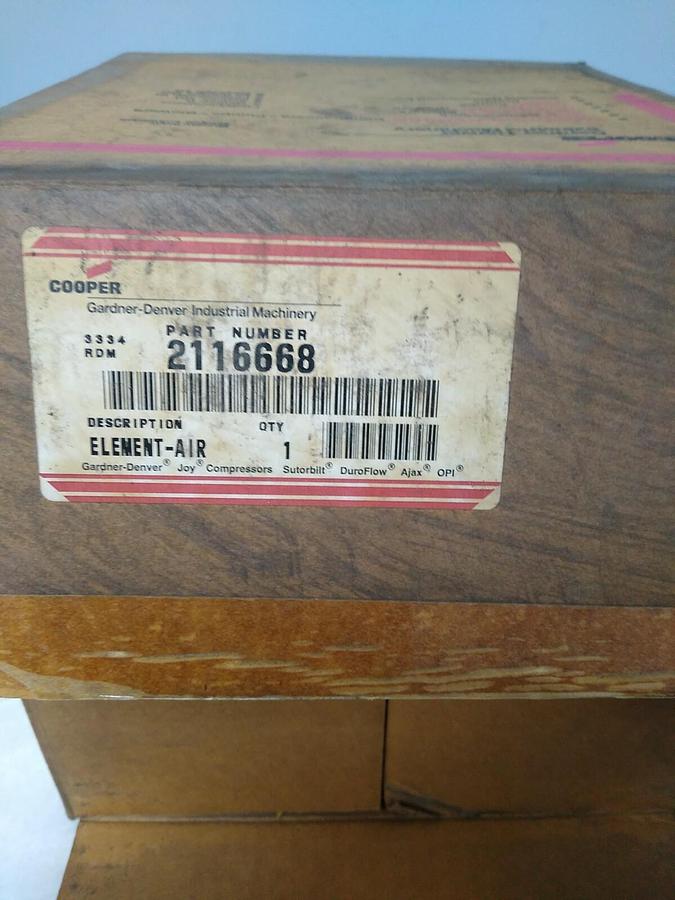 COOPER
Gardner-Denver Industrial Machinery
3334 PART NUMBER
RDM 2116668
DESCRIPTION QTY
ELEMENT-AIR 1
Gardner-Denver® Joy® Compressors Sutorbilt® DuroFlow® Ajax® OPI®